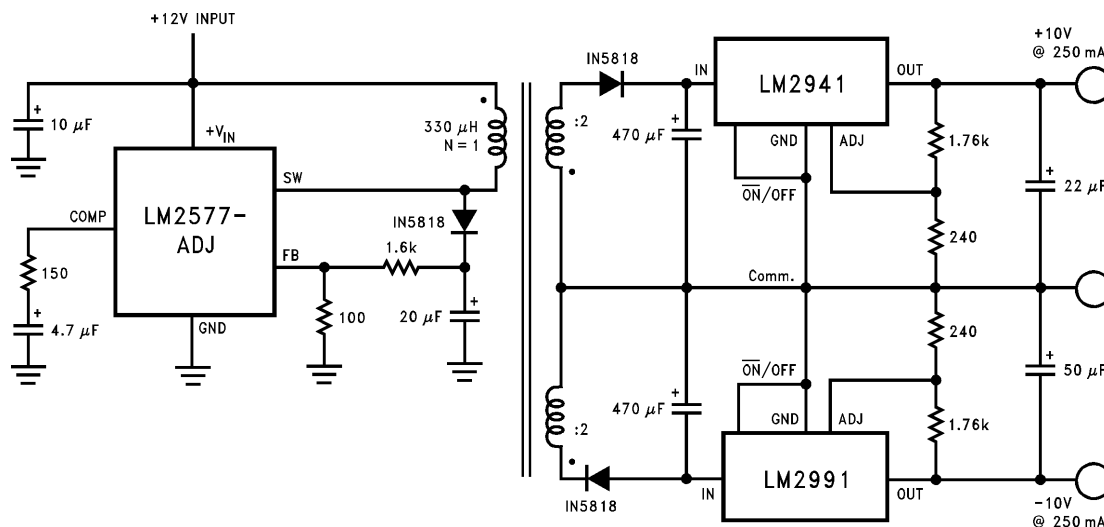 +12V INPUT
10 μF
+
+VIN
330 μH
N = 1
SW
COMP
LM2577-
ADJ
IN5818
1.6k
FB
150
+
4.7 μF
GND
100
20 μF
+
IN5818
:2
470 μF
+
IN
LM2941
OUT
GND
ADJ
ON/OFF
+10V
@ 250 mA
1.76k
+
22 μF
240
Comm.
240
+
50 μF
ON/OFF
:2
470 μF
+
GND
ADJ
1.76k
IN5818
IN
LM2991
OUT
-10V
@ 250 mA